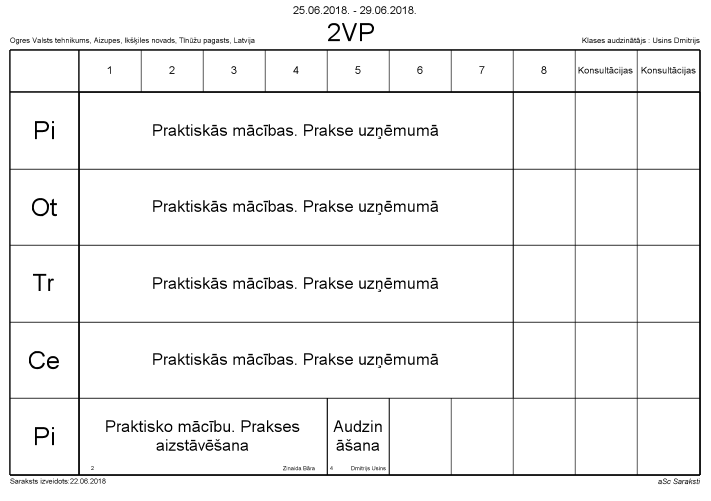 25.06.2018. - 29.06.2018.
2VP
Ogres Valsts tehnikums, Aizupes, Ikšķiles novads, Tīnūžu pagasts, Latvija
Klases audzinātājs : Usins Dmitrijs
1 2 3 4 5 6 7 8 Konsultācijas Konsultācijas
Pi Praktiskās mācības. Prakse uzņēmumā
Ot Praktiskās mācības. Prakse uzņēmumā
Tr Praktiskās mācības. Prakse uzņēmumā
Ce Praktiskās mācības. Prakse uzņēmumā
Pi
Praktisko mācību. Prakses
aizstāvēšana
2 Zinaida Bāra
Audzin
āšana
4 Dmitrijs Usins
Saraksts izveidots:22.06.2018
aSc Saraksti